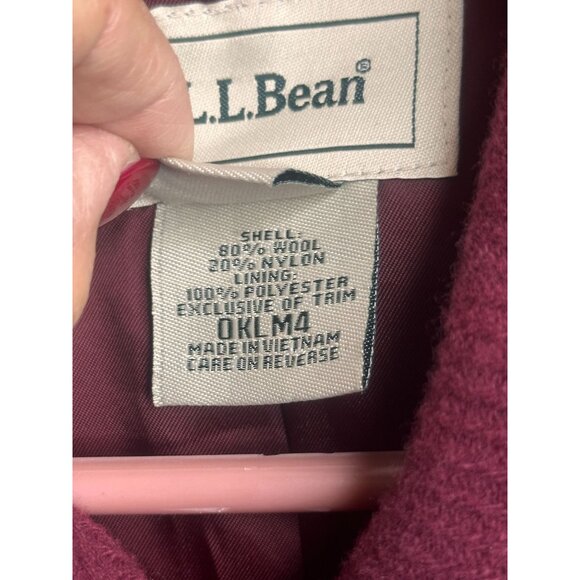 L.L.Bean®
SHELL:
80% WOOL
20% NYLON
LINING:
100% POLYESTER
EXCLUSIVE OF TRIM
0KLM4
MADE IN VIETNAM
CARE ON REVERSE